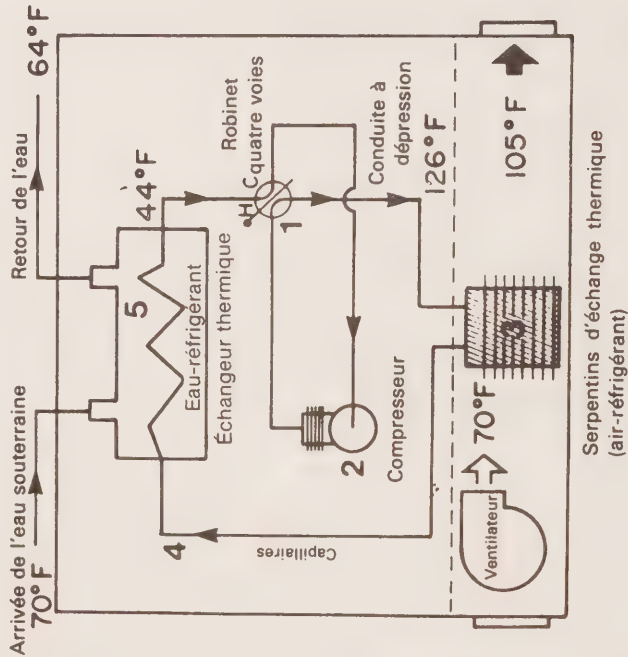 Arrivée de l'eau souterraine
70°F
Retour de l'eau
64°F
5
44°F
Eau-réfrigérant
Échangeur thermique
H
C
Robinet
quatre voies
1
2
Compresseur
Conduite à
dépression
126°F
4
Capillaires
Ventilateur
70°F
105°F
Serpentins d'échange thermique
(air-réfrigérant)